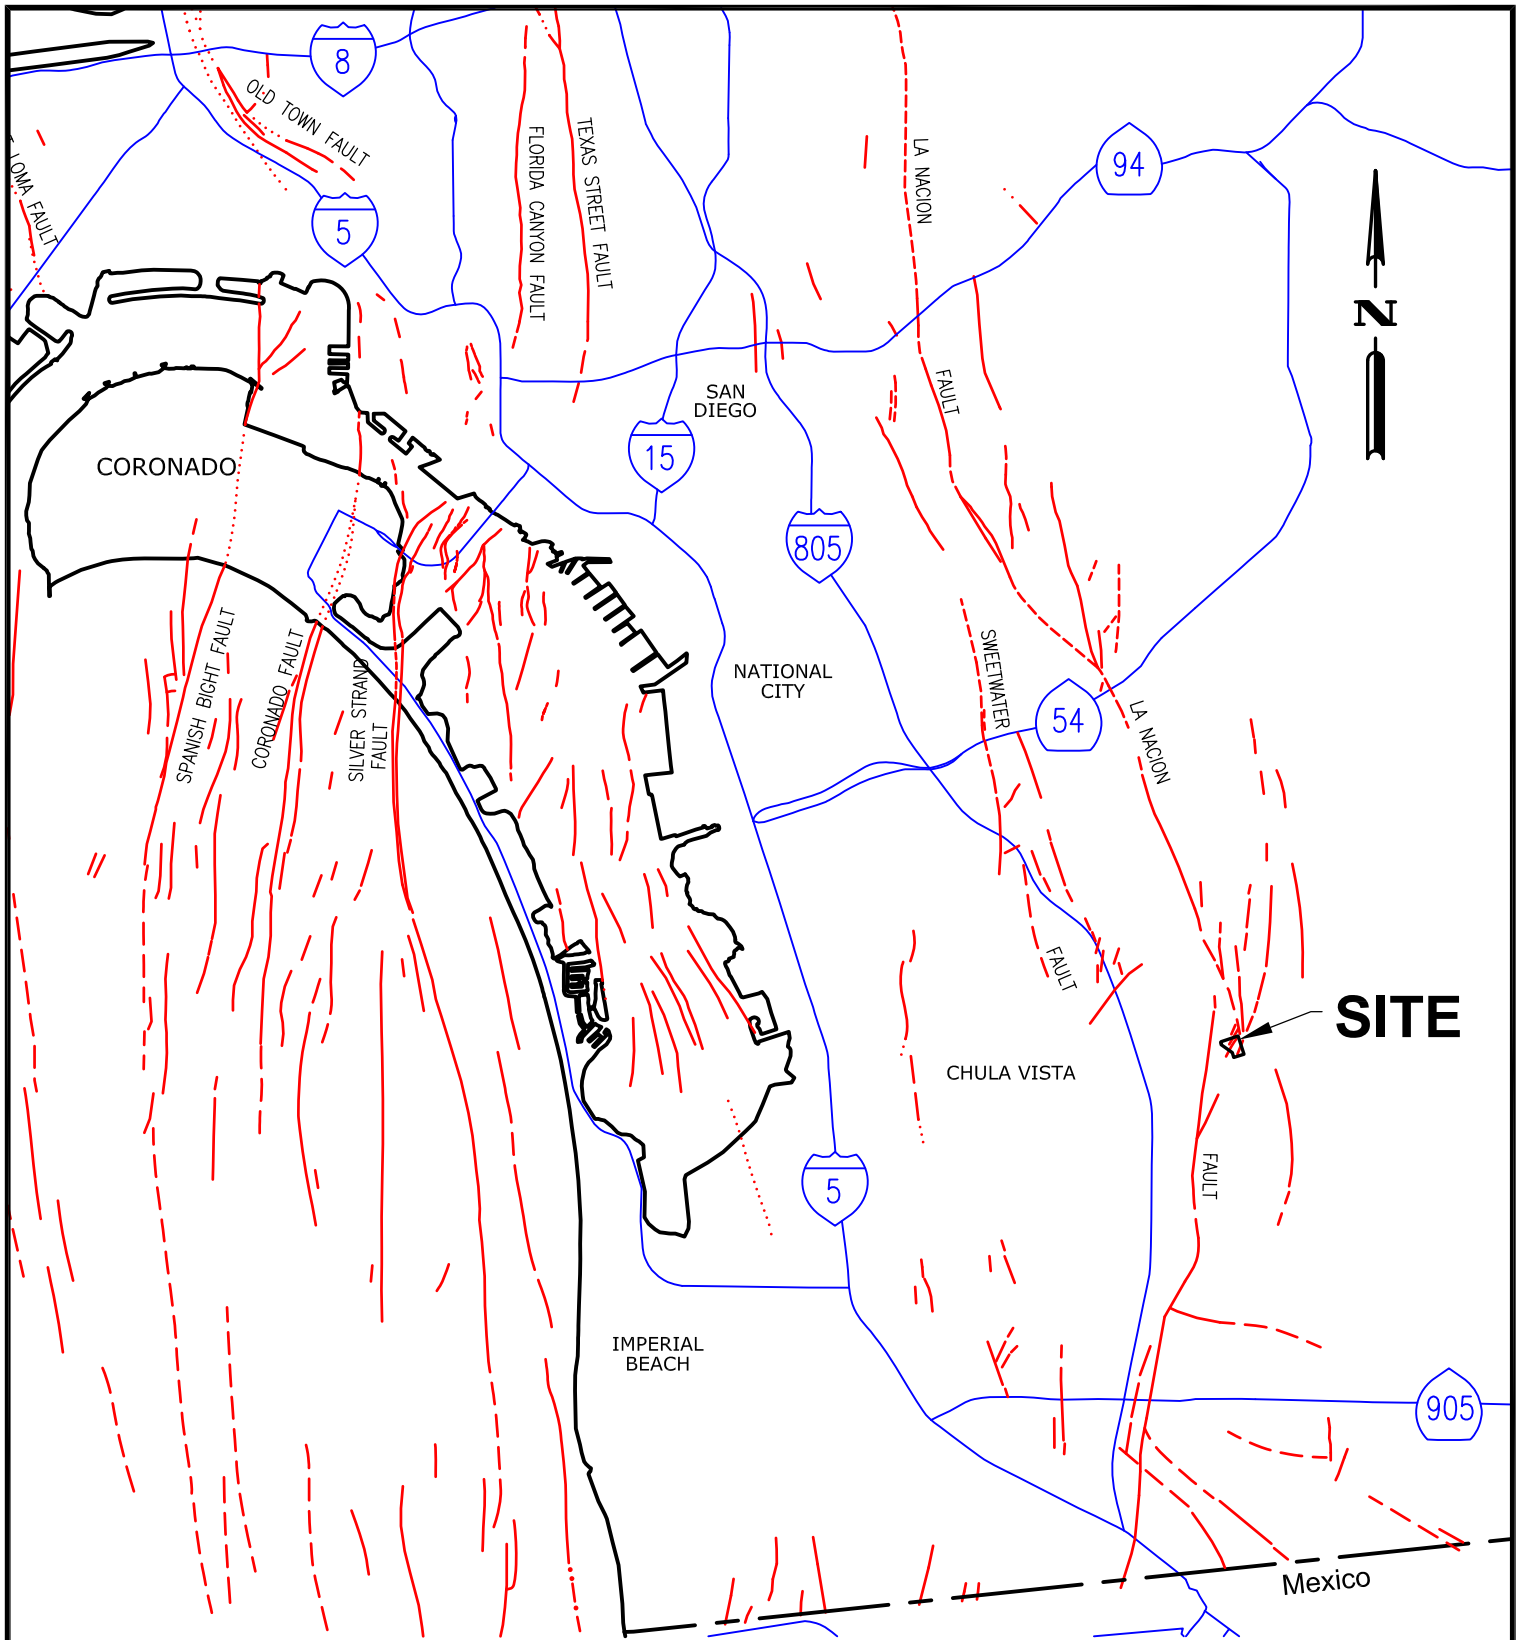 8
OLD TOWN FAULT
LOMA FAULT
5
FLORIDA CANYON FAULT
TEXAS STREET FAULT
LA NACION
94
N
FAULT
SAN
DIEGO
CORONADO
15
805
SPANISH BIGHT FAULT
CORONADO FAULT
SILVER STRAND
FAULT
NATIONAL
CITY
SWEETWATER
54
LA NACION
FAULT
SITE
CHULA VISTA
FAULT
5
IMPERIAL
BEACH
905
Mexico